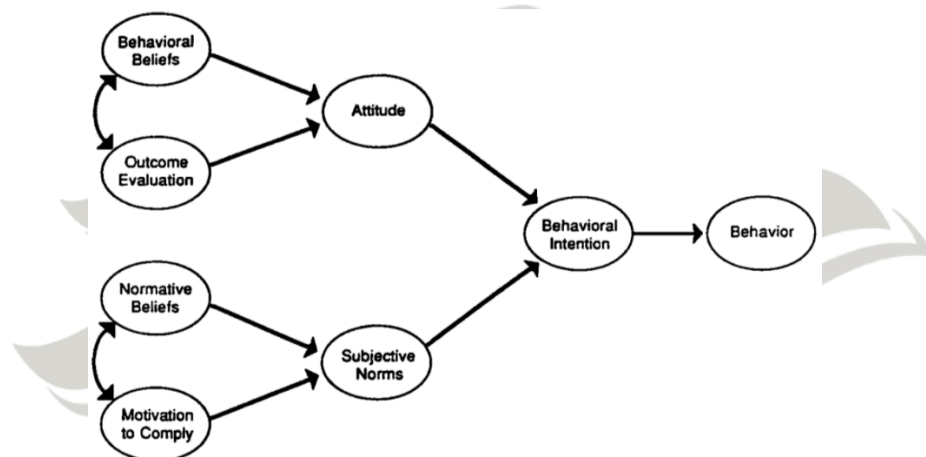 Behavioral
Beliefs
Attitude
Outcome
Evaluation
Behavioral
Intention
Behavior
Normative
Beliefs
Subjective
Norms
Motivation
to Comply